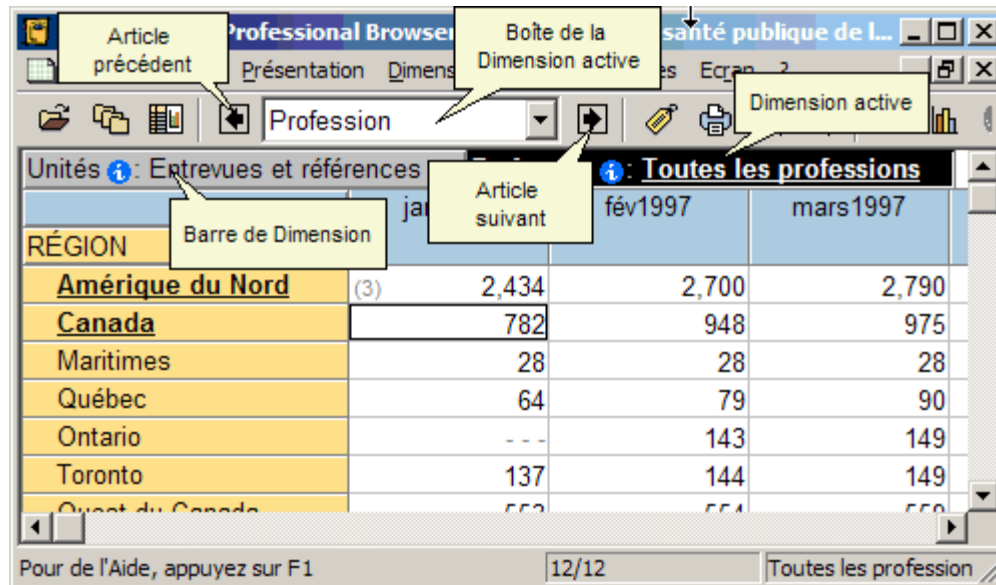 Professional Browser santé publique de l...
Article précédent
Boîte de la Dimension active
Présentation Dimens es Ecran ?
Dimension active
Profession
Unités : Entrevues et références : Toutes les professions
Article suivant
Barre de Dimension
fév1997 mars1997
RÉGION
Amérique du Nord (3) 2,434 2,700 2,790
Canada 782 948 975
Maritimes 28 28 28
Québec 64 79 90
Ontario - - - 143 149
Toronto 137 144 149
Ouest du Canada
Pour de l'Aide, appuyez sur F1 12/12 Toutes les profession